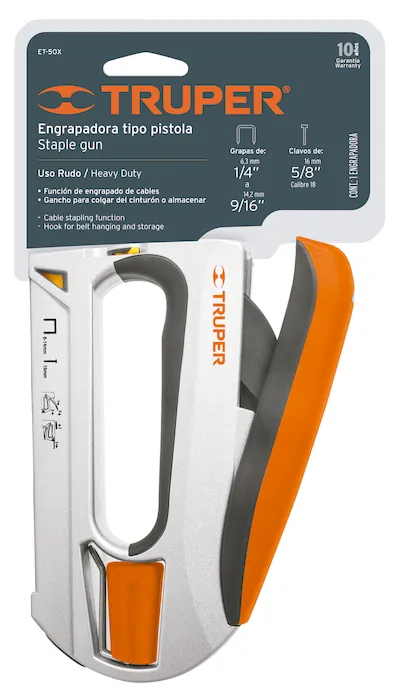 ET-50X
10 años
Garantía
Warranty
TRUPER®
Engrapadora tipo pistola
Staple gun
Uso Rudo / Heavy Duty
• Función de engrapado de cables
• Gancho para colgar del cinturón o almacenar
- Cable stapling function
- Hook for belt hanging and storage
Grapas de:
6,3 mm
1/4"
a
14,2 mm
9/16"
Clavos de:
16 mm
5/8"
Calibre 18
CONT: 1 ENGRAPADORA
TRUPER
6-14mm
16mm